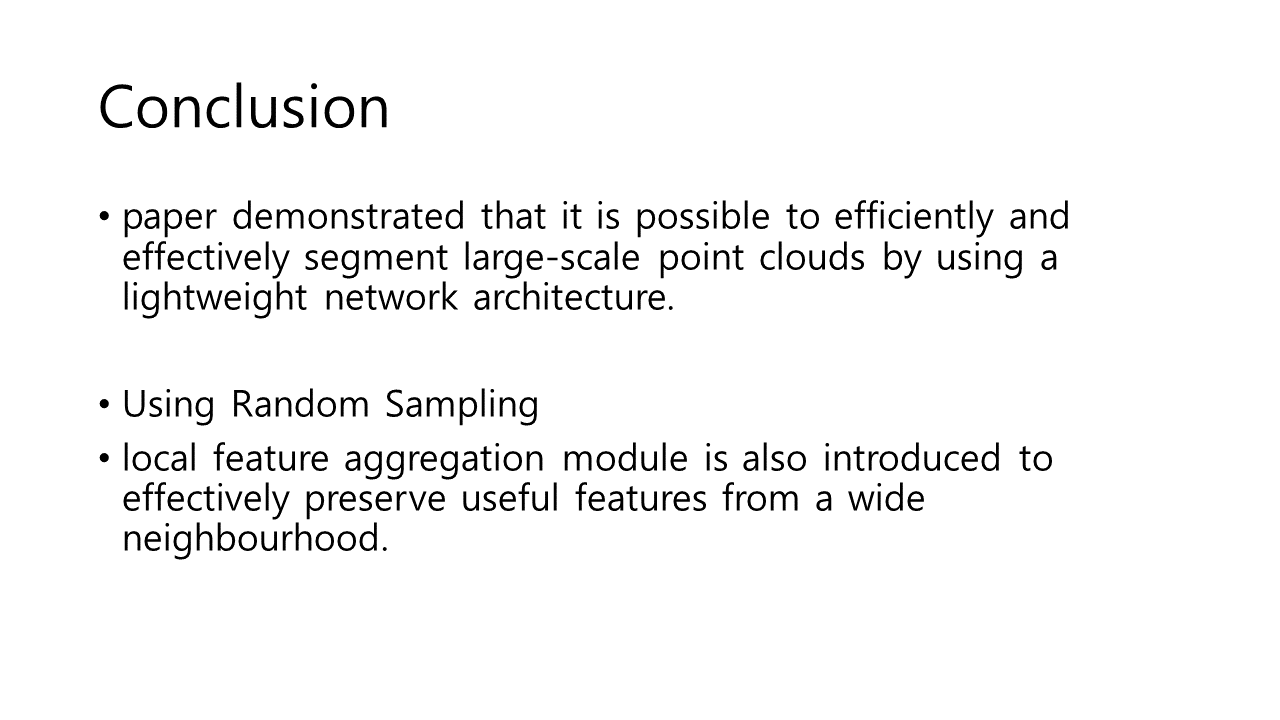 Conclusion
• paper demonstrated that it is possible to efficiently and
effectively segment large-scale point clouds by using a
lightweight network architecture.
• Using Random Sampling
• local feature aggregation module is also introduced to
effectively preserve useful features from a wide
neighbourhood.